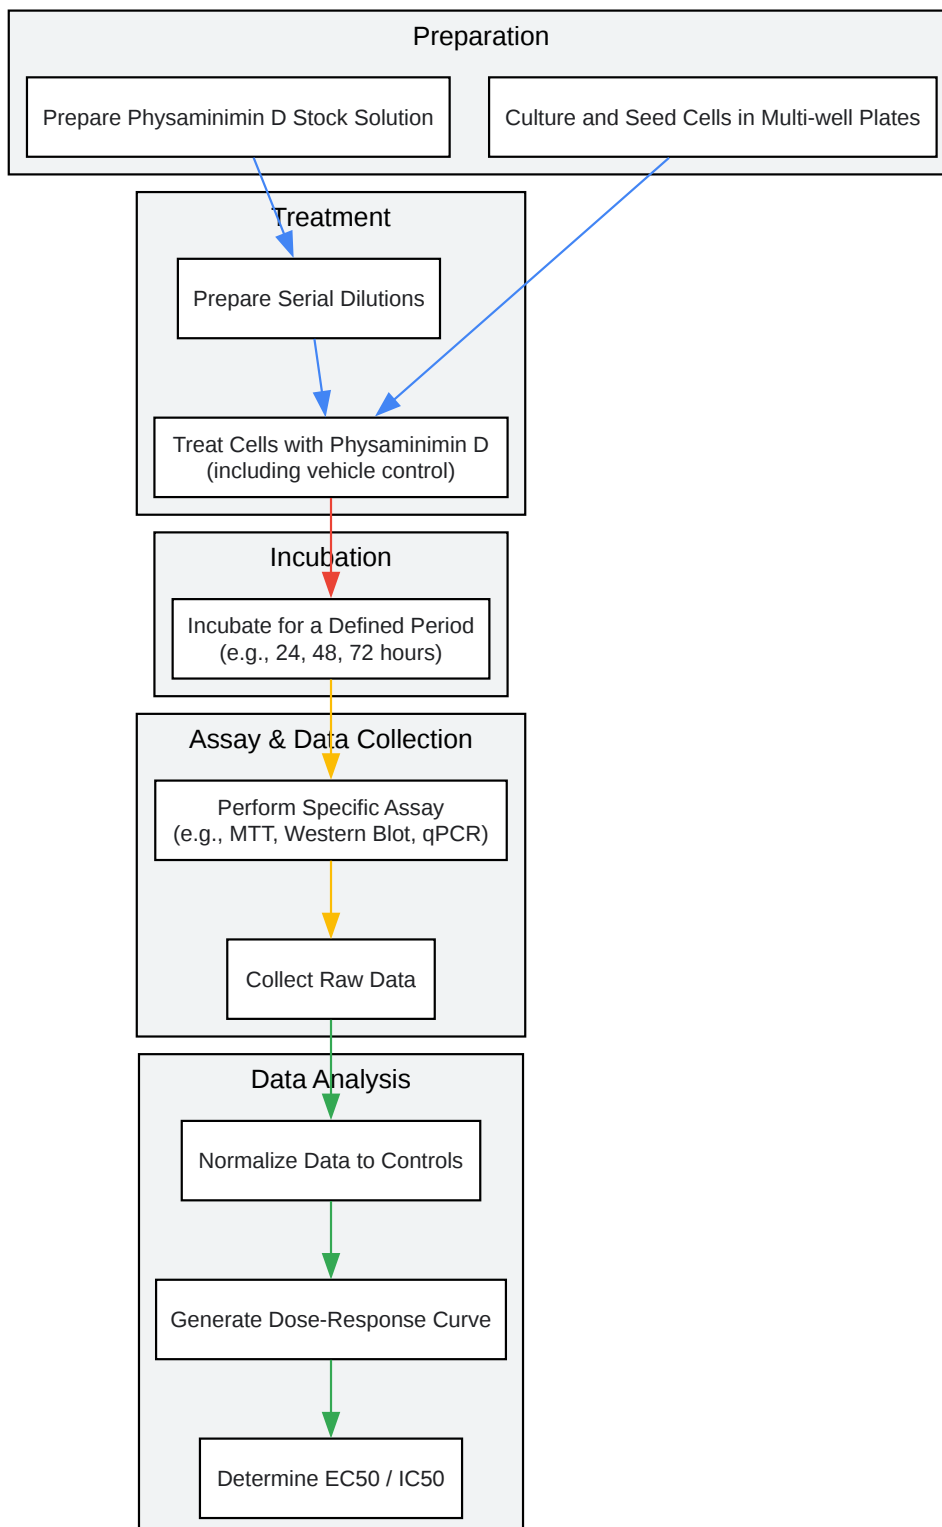 Preparation
Prepare Physaminimin D Stock Solution
Culture and Seed Cells in Multi-well Plates
Treatment
Prepare Serial Dilutions
Treat Cells with Physaminimin D
(including vehicle control)
Incubation
Incubate for a Defined Period
(e.g., 24, 48, 72 hours)
Assay & Data Collection
Perform Specific Assay
(e.g., MTT, Western Blot, qPCR)
Collect Raw Data
Data Analysis
Normalize Data to Controls
Generate Dose-Response Curve
Determine EC50 / IC50